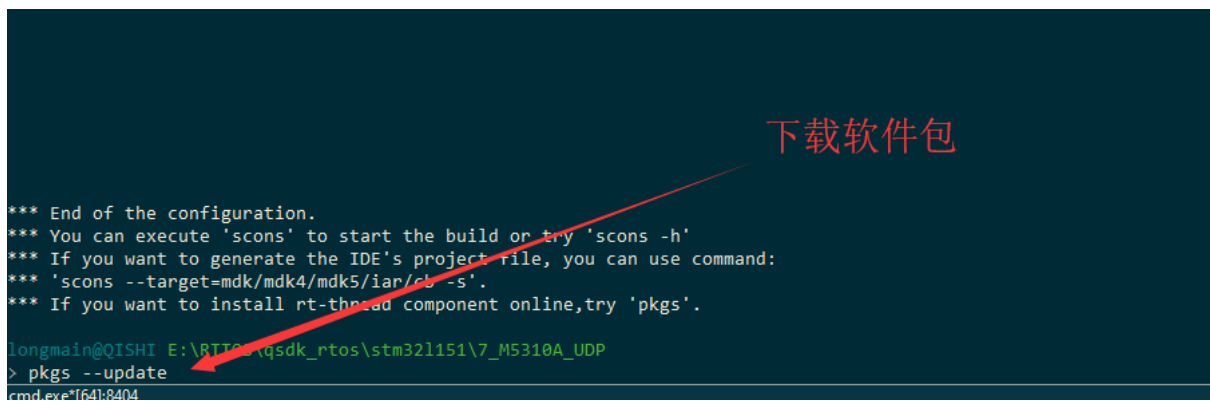 下载软件包
*** End of the configuration.
*** You can execute 'scons' to start the build or try 'scons -h'
*** If you want to generate the IDE's project file, you can use command:
*** 'scons --target=mdk/mdk4/mdk5/iar/cb -s'.
*** If you want to install rt-thread component online,try 'pkgs'.
longmain@QISHI E:\RTTOS\qsdk_rtos\stm32l151\7_M5310A_UDP
> pkgs --update
cmd.exe*[64]:8404